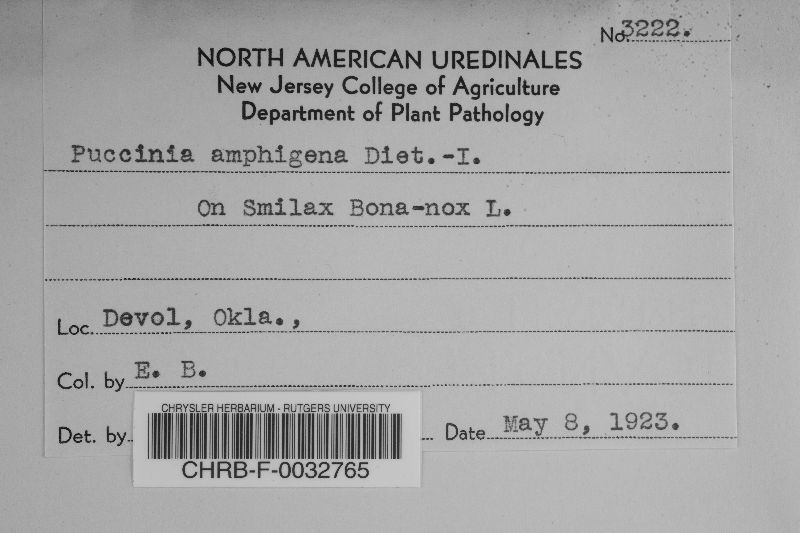 No. 3222.
NORTH AMERICAN UREDINALES
New Jersey College of Agriculture
Department of Plant Pathology
Puccinia amphigena Diet.-I.
On Smilax Bona-nox L.
Loc. Devol, Okla.,
Col. by E. B.
Det. by
Date May 8, 1923.
CHRYSLER HERBARIUM - RUTGERS UNIVERSITY
CHRB-F-0032765